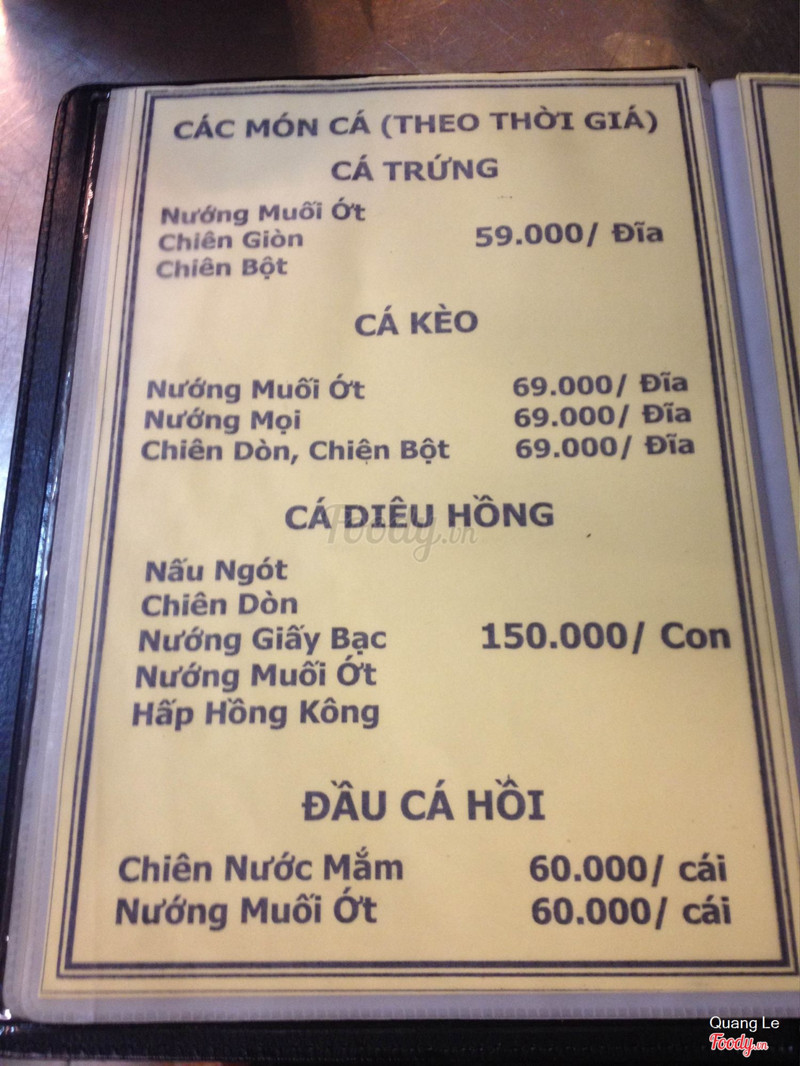 CÁC MÓN CÁ (THEO THỜI GIÁ)
CÁ TRỨNG
Nướng Muối Ớt
Chiên Giòn 59.000/ Đĩa
Chiên Bột
CÁ KÈO
Nướng Muối Ớt 69.000/ Đĩa
Nướng Mọi 69.000/ Đĩa
Chiên Dòn, Chiện Bột 69.000/ Đĩa
CÁ DIÊU HỒNG
Foody.vn
Nấu Ngót
Chiên Dòn
Nướng Giấy Bạc 150.000/ Con
Nướng Muối Ớt
Hấp Hồng Kông
ĐẦU CÁ HỒI
Chiên Nước Mắm 60.000/ cái
Nướng Muối Ớt 60.000/ cái
Quang Le
Foody.vn